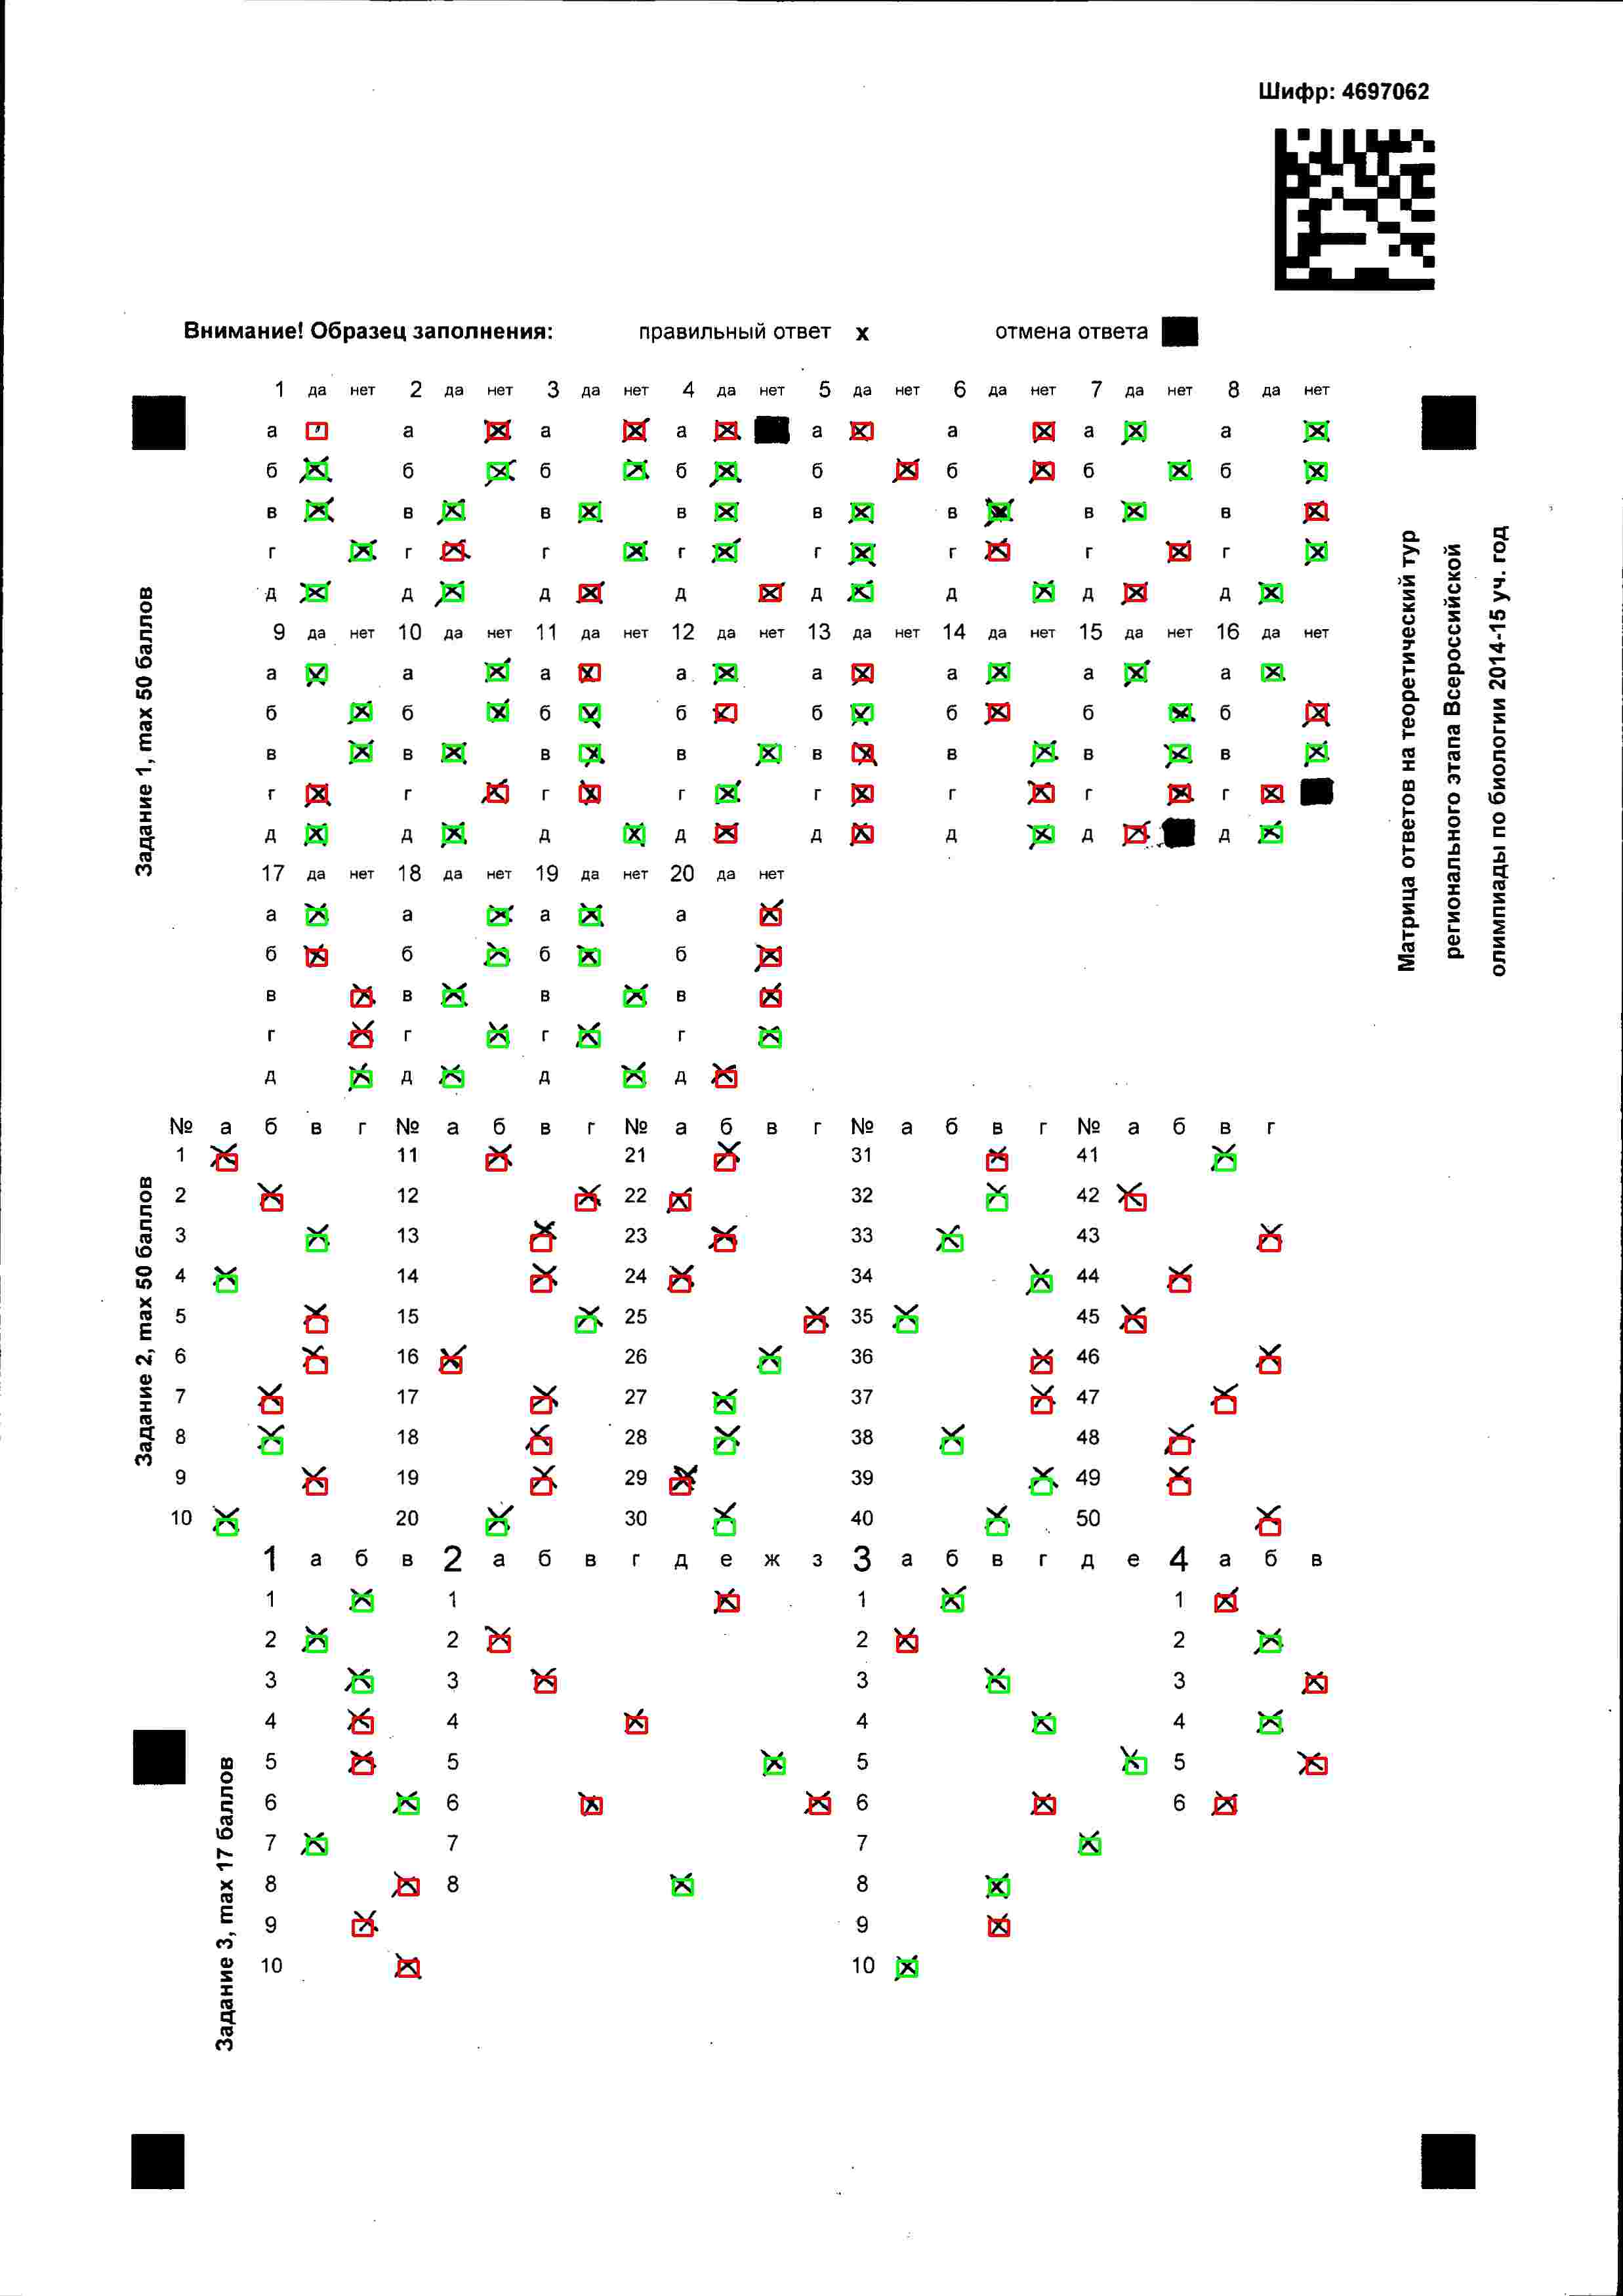 Шифр: 4697062
Внимание! Образец заполнения: правильный ответ х отмена ответа
Матрица ответов на теоретический тур
регионального этапа Всероссийской
олимпиады по биологии 2014-15 уч. год
Задание 1, max 50 баллов
1 да нет 2 да нет 3 да нет 4 да нет 5 да нет 6 да нет 7 да нет 8 да нет
а а а а а а а а
б б б б б б б б
в в в в в в в в
г г г г г г г г
д д д д д д д д
9 да нет 10 да нет 11 да нет 12 да нет 13 да нет 14 да нет 15 да нет 16 да нет
а а а а а а а а
б б б б б б б б
в в в в в в в в
г г г г г г г г
д д д д д д д д
17 да нет 18 да нет 19 да нет 20 да нет
а а а а
б б б б
в в в в
г г г г
д д д д
Задание 2, max 50 баллов
№ а б в г № а б в г № а б в г № а б в г № а б в г
1 11 21 31 41
2 12 22 32 42
3 13 23 33 43
4 14 24 34 44
5 15 25 35 45
6 16 26 36 46
7 17 27 37 47
8 18 28 38 48
9 19 29 39 49
10 20 30 40 50
Задание 3, max 17 баллов
1 а б в 2 а б в г д е ж з 3 а б в г д е 4 а б в
1 1 1 1
2 2 2 2
3 3 3 3
4 4 4 4
5 5 5 5
6 6 6 6
7 7 7
8 8 8
9 9
10 10